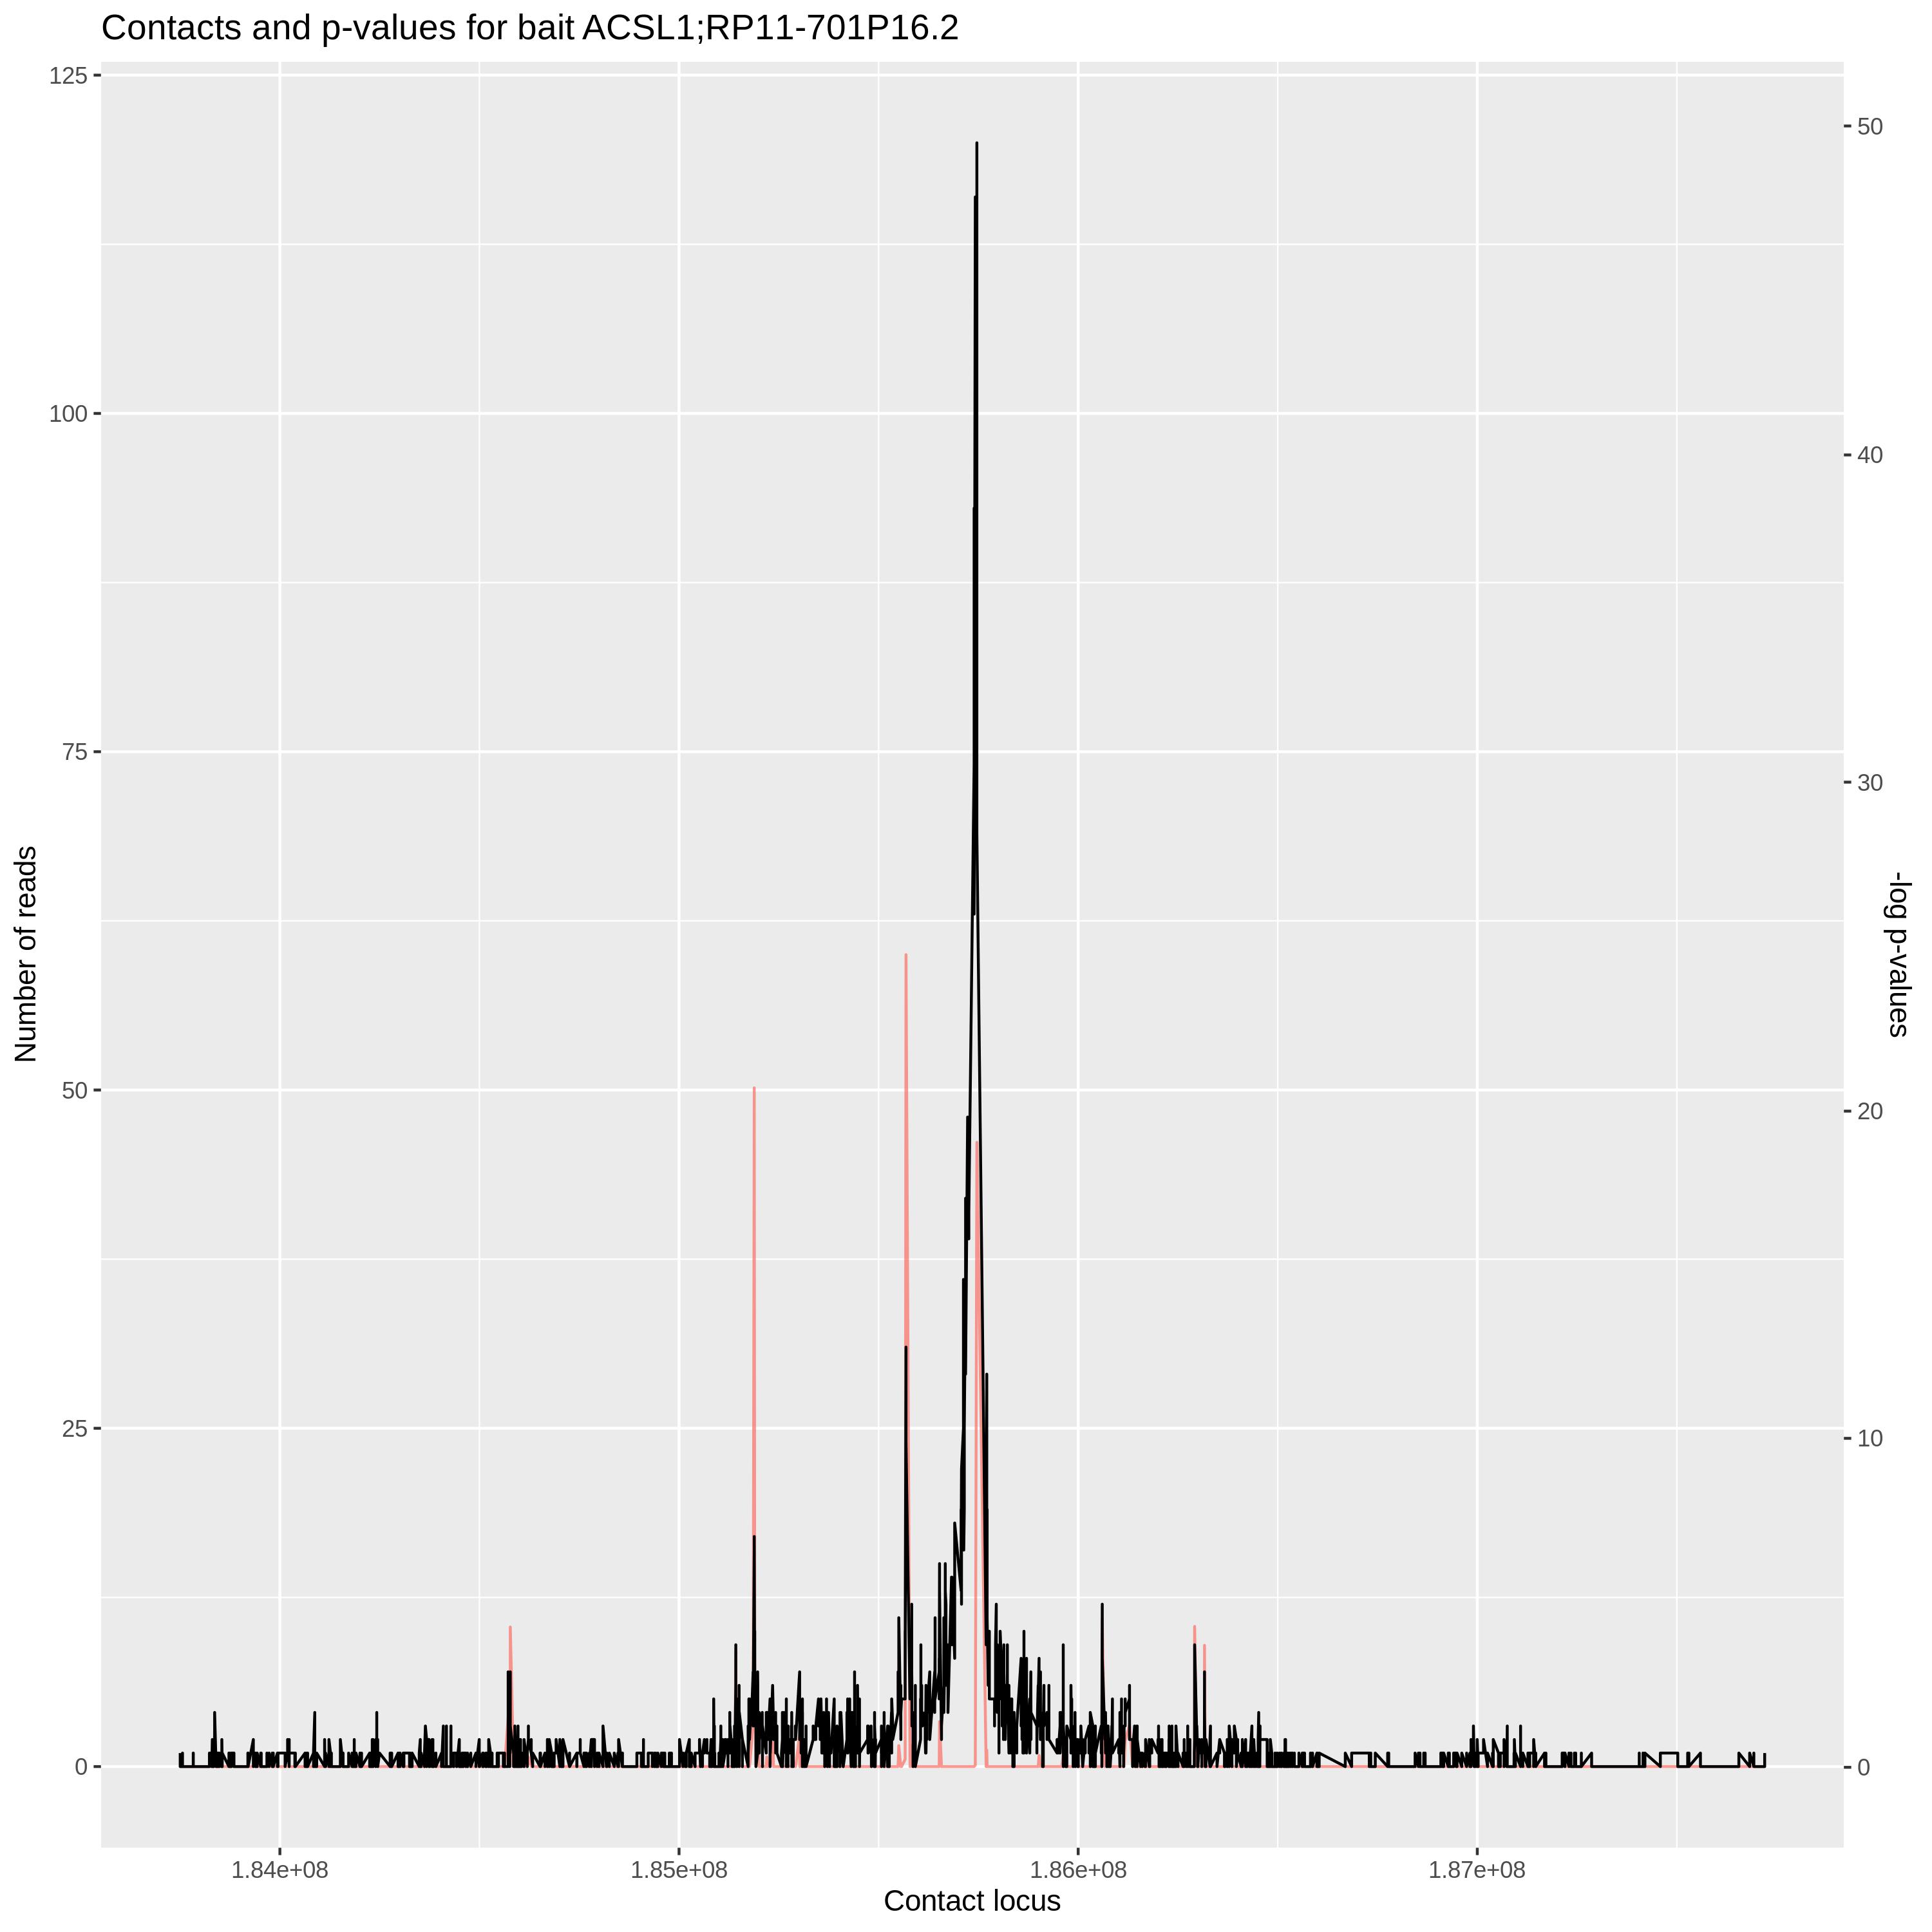 Contacts and p-values for bait ACSL1;RP11-701P16.2
125
100
75
50
25
0
Number of reads
50
40
30
20
10
0
-log p-values
1.84e+08
1.85e+08
1.86e+08
1.87e+08
Contact locus